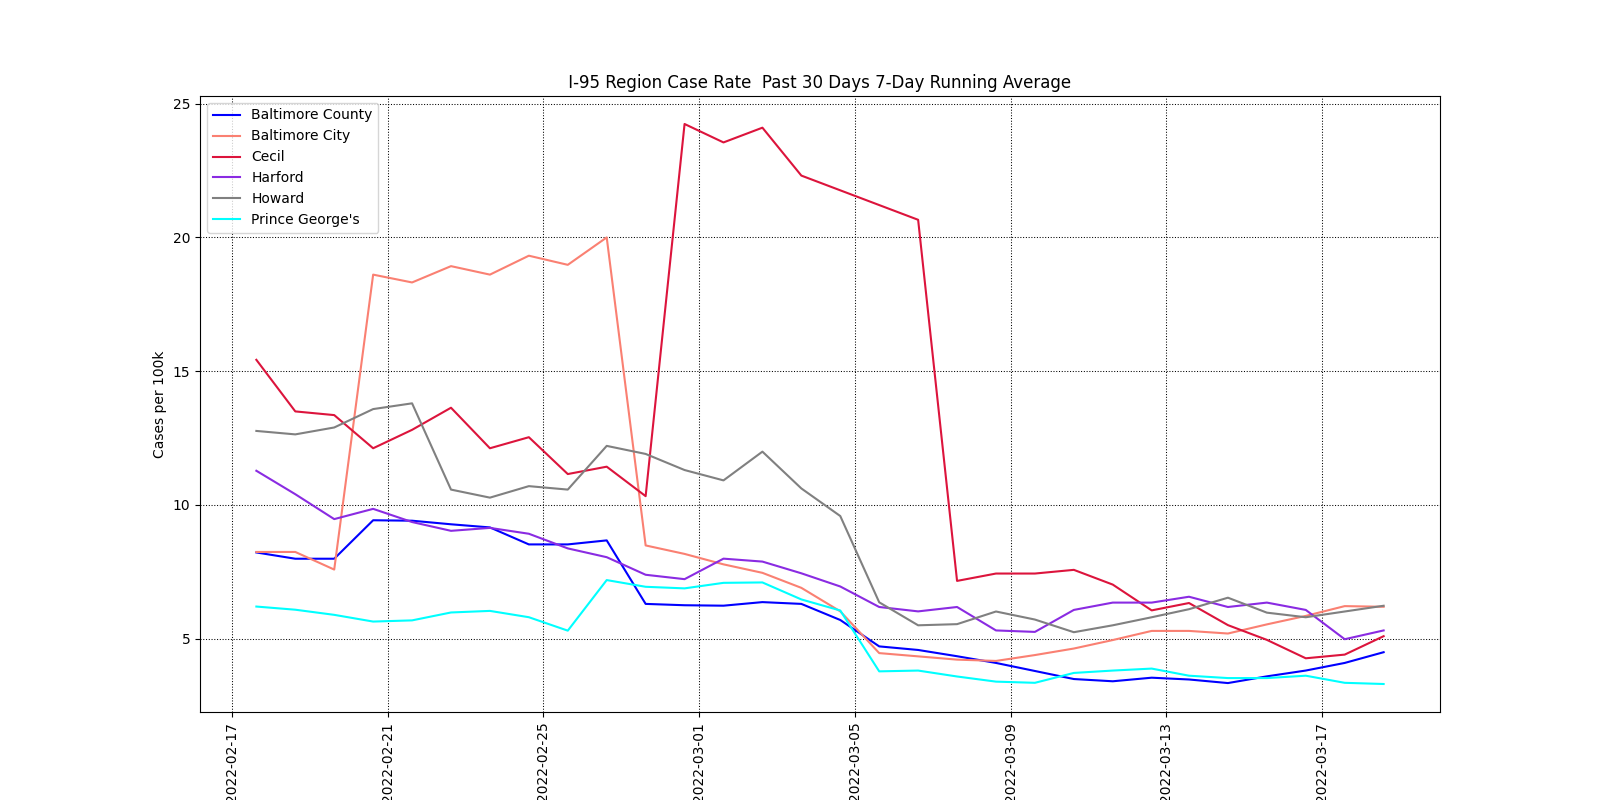 I-95 Region Case Rate  Past 30 Days 7-Day Running Average
25
20
15
10
5
Cases per 100k
Baltimore County
Baltimore City
Cecil
Harford
Howard
Prince George's
2022-02-17
2022-02-21
2022-02-25
2022-03-01
2022-03-05
2022-03-09
2022-03-13
2022-03-17